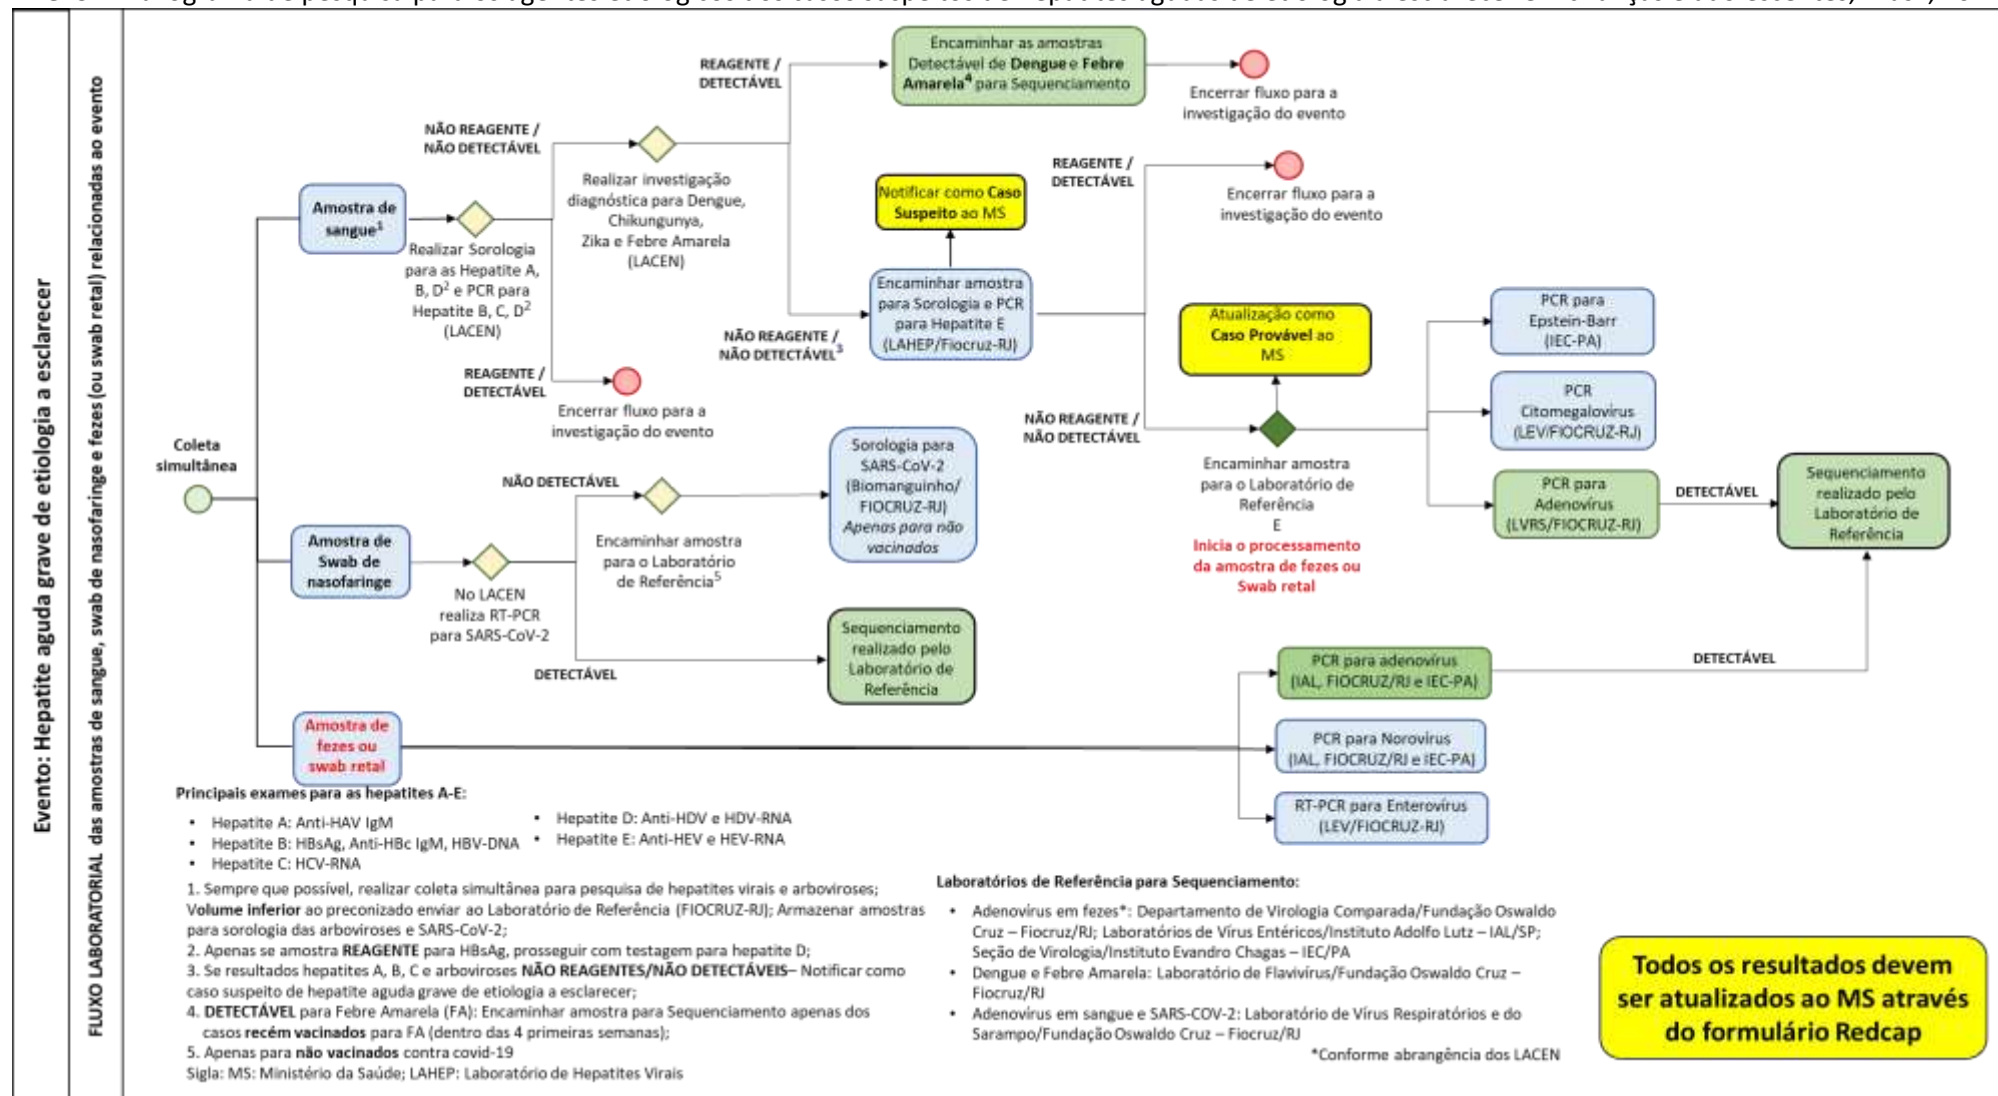 Evento: Hepatite aguda grave de etiologia a esclarecer
FLUXO LABORATORIAL das amostras de sangue, swab de nasofaringe e fezes (ou swab retal) relacionadas ao evento
Coleta
simultânea
Amostra de
sangue1
Realizar Sorologia
para as Hepatite A,
B, D2 e PCR para
Hepatite B, C, D2
(LACEN)
NÃO REAGENTE /
NÃO DETECTÁVEL
REAGENTE /
DETECTÁVEL
Encerrar fluxo para a
investigação do evento
Realizar investigação
diagnóstica para Dengue,
Chikungunya,
Zika e Febre Amarela
(LACEN)
REAGENTE /
DETECTÁVEL
Encaminhar as amostras
Detectável de Dengue e Febre
Amarela4 para Sequenciamento
Encerrar fluxo para a
investigação do evento
NÃO REAGENTE /
NÃO DETECTÁVEL3
Notificar como Caso
Suspeito ao MS
Encaminhar amostra
para Sorologia e PCR
para Hepatite E
(LAHEP/Fiocruz-RJ)
REAGENTE /
DETECTÁVEL
Encerrar fluxo para a
investigação do evento
NÃO REAGENTE /
NÃO DETECTÁVEL
Atualização como
Caso Provável ao
MS
Encaminhar amostra
para o Laboratório de
Referência
E
Inicia o processamento
da amostra de fezes ou
Swab retal
PCR para
Epstein-Barr
(IEC-PA)
PCR
Citomegalovírus
(LEV/FIOCRUZ-RJ)
PCR para
Adenovírus
(LVRS/FIOCRUZ-RJ)
DETECTÁVEL
Sequenciamento
realizado pelo
Laboratório de
Referência
Amostra de
Swab de
nasofaringe
No LACEN
realiza RT-PCR
para SARS-CoV-2
NÃO DETECTÁVEL
Encaminhar amostra
para o Laboratório
de Referência5
Sorologia para
SARS-CoV-2
(Biomanguinho/
FIOCRUZ-RJ)
Apenas para não
vacinados
DETECTÁVEL
Sequenciamento
realizado pelo
Laboratório de
Referência
Amostra de
fezes ou
swab retal
PCR para adenovírus
(IAL, FIOCRUZ/RJ e IEC-PA)
DETECTÁVEL
PCR para Norovírus
(IAL, FIOCRUZ/RJ e IEC-PA)
RT-PCR para Enterovírus
(LEV/FIOCRUZ-RJ)
Principais exames para as hepatites A-E:
• Hepatite A: Anti-HAV IgM
• Hepatite B: HBsAg, Anti-HBc IgM, HBV-DNA
• Hepatite C: HCV-RNA
• Hepatite D: Anti-HDV e HDV-RNA
• Hepatite E: Anti-HEV e HEV-RNA
1. Sempre que possível, realizar coleta simultânea para pesquisa de hepatites virais e arboviroses;
Volume inferior ao preconizado enviar ao Laboratório de Referência (FIOCRUZ-RJ); Armazenar amostras
para sorologia das arboviroses e SARS-CoV-2;
2. Apenas se amostra REAGENTE para HBsAg, prosseguir com testagem para hepatite D;
3. Se resultados hepatites A, B, C e arboviroses NÃO REAGENTES/NÃO DETECTÁVEIS– Notificar como
caso suspeito de hepatite aguda grave de etiologia a esclarecer;
4. DETECTÁVEL para Febre Amarela (FA): Encaminhar amostra para Sequenciamento apenas dos
casos recém vacinados para FA (dentro das 4 primeiras semanas);
5. Apenas para não vacinados contra covid-19
Sigla: MS: Ministério da Saúde; LAHEP: Laboratório de Hepatites Virais
Laboratórios de Referência para Sequenciamento:
• Adenovírus em fezes*: Departamento de Virologia Comparada/Fundação Oswaldo
Cruz – Fiocruz/RJ; Laboratórios de Vírus Entéricos/Instituto Adolfo Lutz – IAL/SP;
Seção de Virologia/Instituto Evandro Chagas – IEC/PA
• Dengue e Febre Amarela: Laboratório de Flavivírus/Fundação Oswaldo Cruz –
Fiocruz/RJ
• Adenovírus em sangue e SARS-COV-2: Laboratório de Vírus Respiratórios e do
Sarampo/Fundação Oswaldo Cruz – Fiocruz/RJ
*Conforme abrangência dos LACEN
Todos os resultados devem
ser atualizados ao MS através
do formulário Redcap